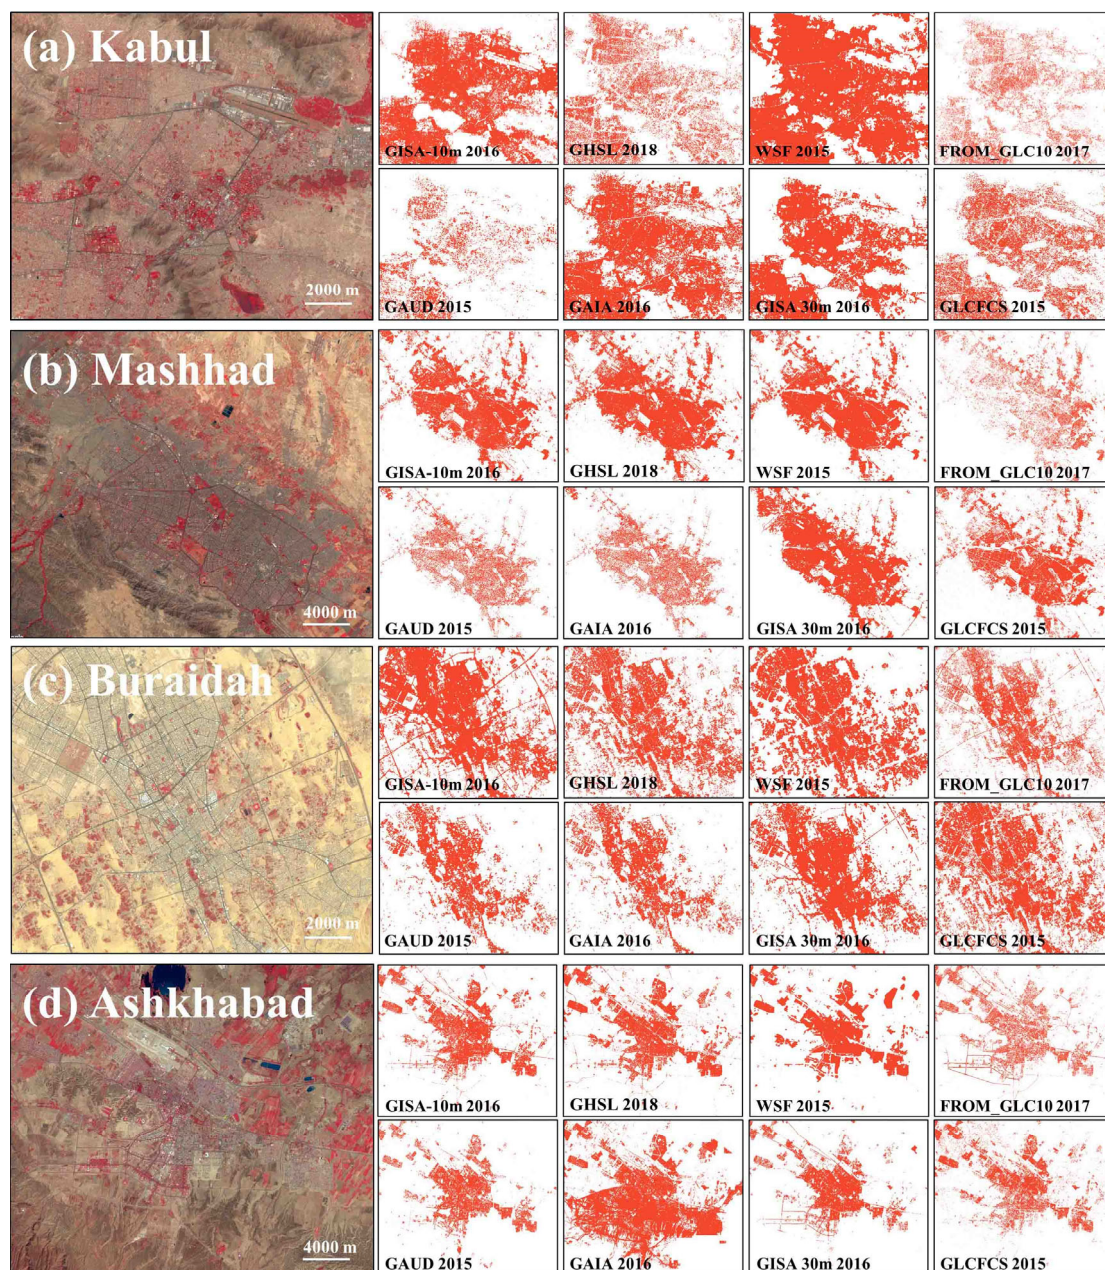 (a) Kabul
2000 m
GISA-10m 2016
GHSL 2018
WSF 2015
FROM_GLC10 2017
GAUD 2015
GAIA 2016
GISA 30m 2016
GLCFCS 2015
(b) Mashhad
4000 m
GISA-10m 2016
GHSL 2018
WSF 2015
FROM_GLC10 2017
GAUD 2015
GAIA 2016
GISA 30m 2016
GLCFCS 2015
(c) Buraidah
2000 m
GISA-10m 2016
GHSL 2018
WSF 2015
FROM_GLC10 2017
GAUD 2015
GAIA 2016
GISA 30m 2016
GLCFCS 2015
(d) Ashkhabad
4000 m
GISA-10m 2016
GHSL 2018
WSF 2015
FROM_GLC10 2017
GAUD 2015
GAIA 2016
GISA 30m 2016
GLCFCS 2015